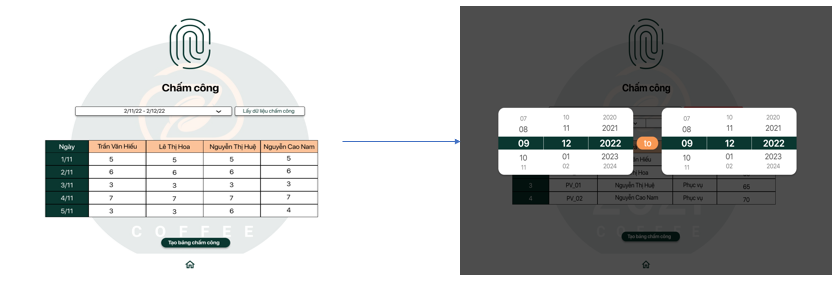 Chấm công
2/11/22 - 2/12/22
Lấy dữ liệu chấm công
Ngày Trần Văn Hiếu Lê Thị Hoa Nguyễn Thị Huệ Nguyễn Cao Nam
1/11 5 5 5 5
2/11 6 6 6 6
3/11 3 3 3 3
4/11 7 7 7 7
5/11 3 3 6 4
COFFEE
Tạo bảng chấm công
Chấm công
07 10 2020
08 11 2021
09 12 2022
10 01 2023
11 02 2024
to
07 10 2020
08 11 2021
09 12 2022
10 01 2023
11 02 2024
3 PV_01 Nguyễn Thị Huệ Phục vụ 65
4 PV_02 Nguyễn Cao Nam Phục vụ 70
Tạo bảng chấm công